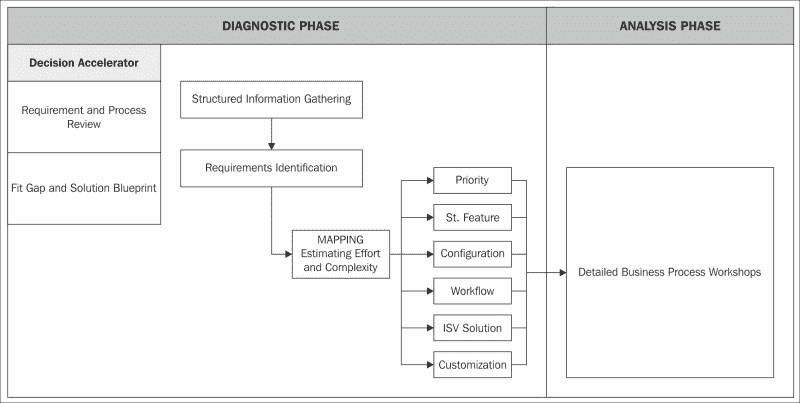 DIAGNOSTIC PHASE
ANALYSIS PHASE
Decision Accelerator
Requirement and Process
Review
Fit Gap and Solution Blueprint
Structured Information Gathering
Requirements Identification
MAPPING
Estimating Effort
and Complexity
Priority
St. Feature
Configuration
Workflow
ISV Solution
Customization
Detailed Business Process Workshops